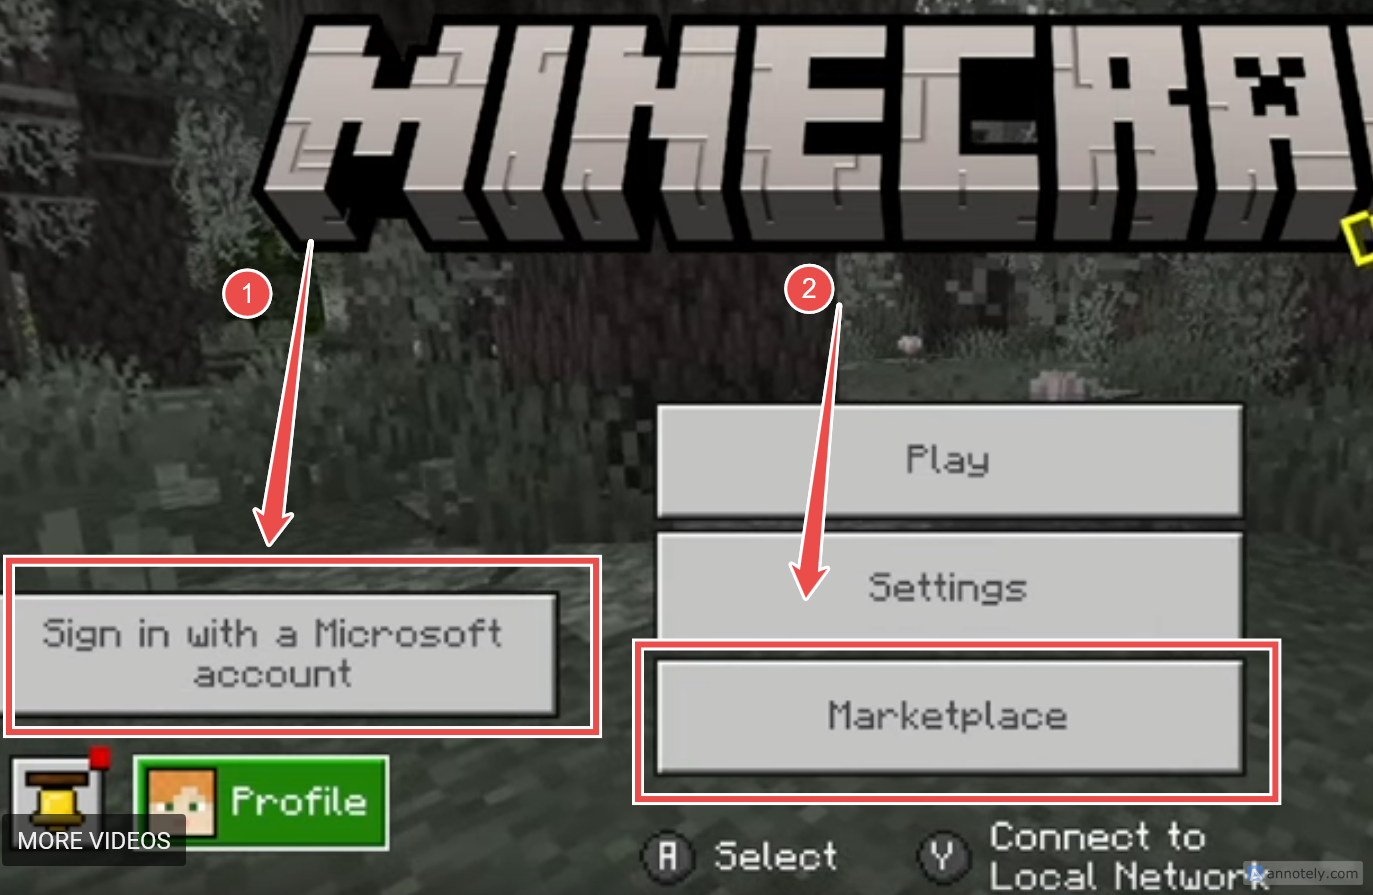 MINECRA
1
2
Play
Settings
Sign in with a Microsoft
account
Marketplace
Profile
MORE VIDEOS
A Select
Y Connect to
Local Network
annotely.com